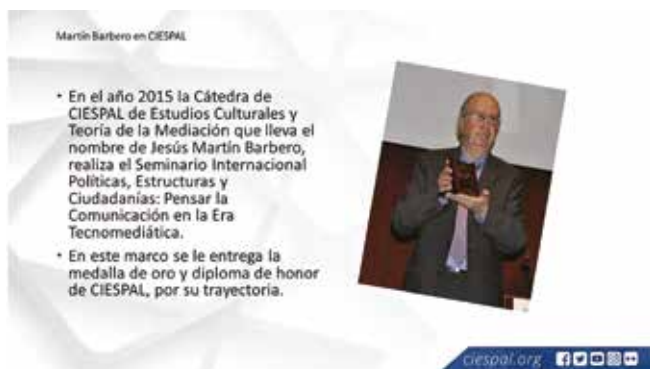 Martín Barbero en CIESPAL
• En el año 2015 la Cátedra de
CIESPAL de Estudios Culturales y
Teoría de la Mediación que lleva el
nombre de Jesús Martín Barbero,
realiza el Seminario Internacional
Políticas, Estructuras y
Ciudadanías: Pensar la
Comunicación en la Era
Tecnomediática.
• En este marco se le entrega la
medalla de oro y diploma de honor
de CIESPAL, por su trayectoria.
ciespal.org